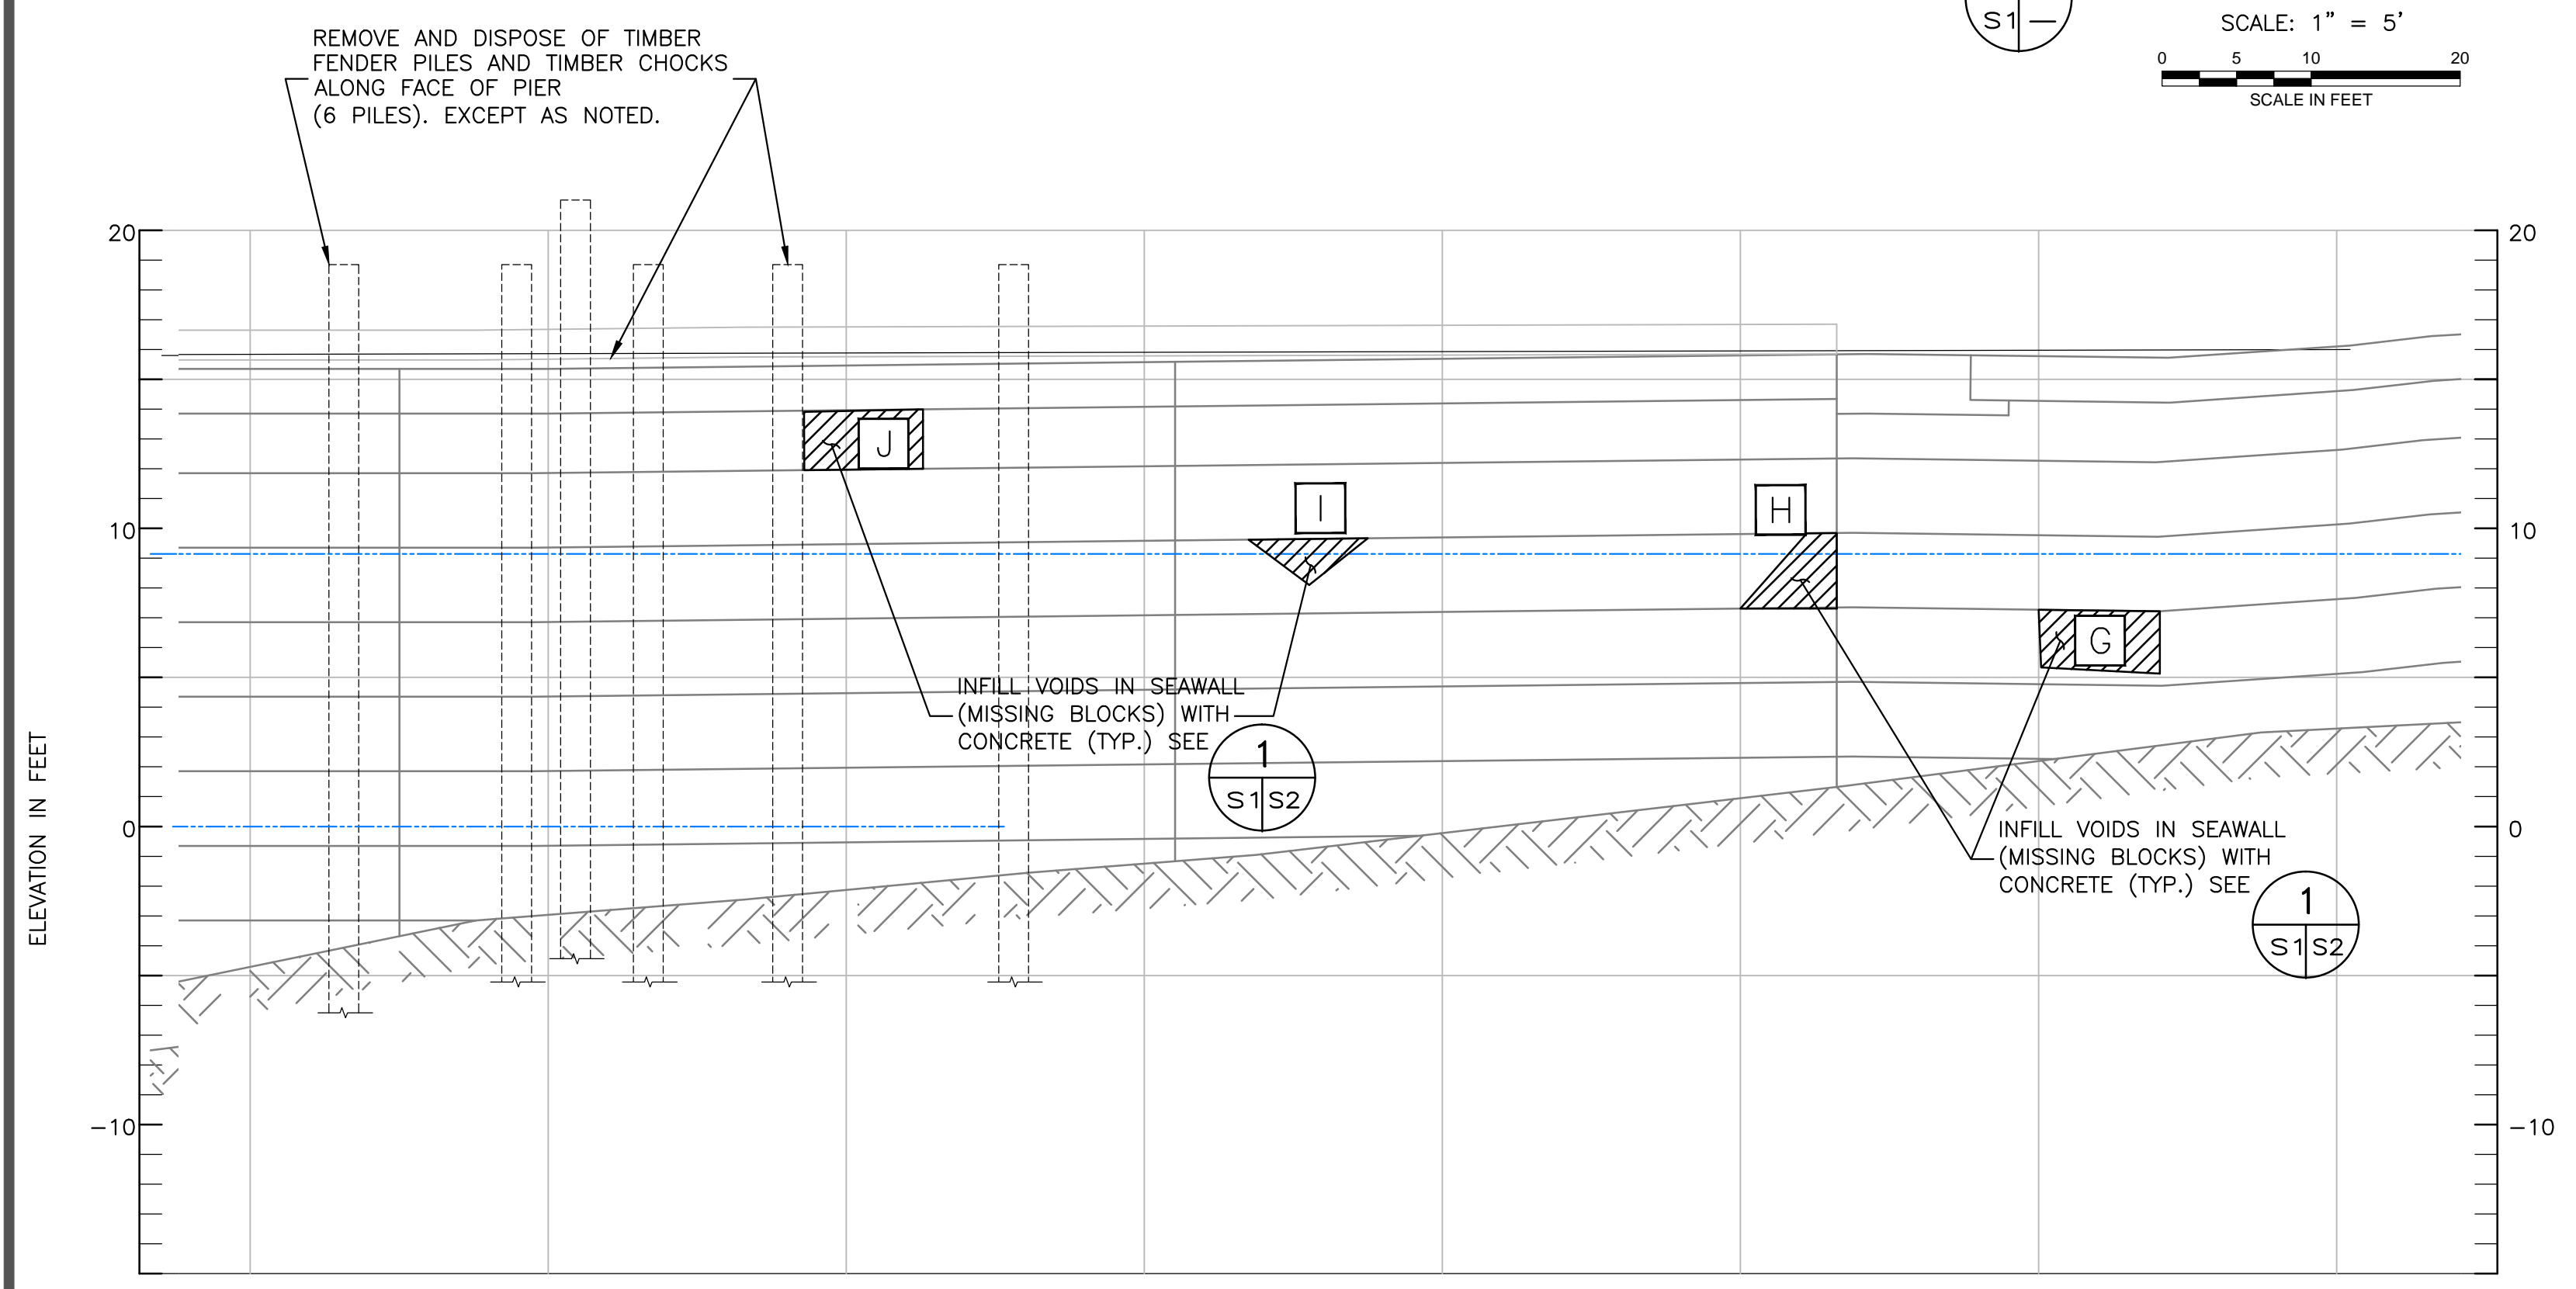 S1 —
SCALE: 1" = 5'
0 5 10 20
SCALE IN FEET
REMOVE AND DISPOSE OF TIMBER
FENDER PILES AND TIMBER CHOCKS
ALONG FACE OF PIER
(6 PILES). EXCEPT AS NOTED.
20
20
J
I
H
10
10
G
INFILL VOIDS IN SEAWALL
(MISSING BLOCKS) WITH
CONCRETE (TYP.) SEE
1
S1 S2
ELEVATION IN FEET
0
0
INFILL VOIDS IN SEAWALL
(MISSING BLOCKS) WITH
CONCRETE (TYP.) SEE
1
S1 S2
-10
-10